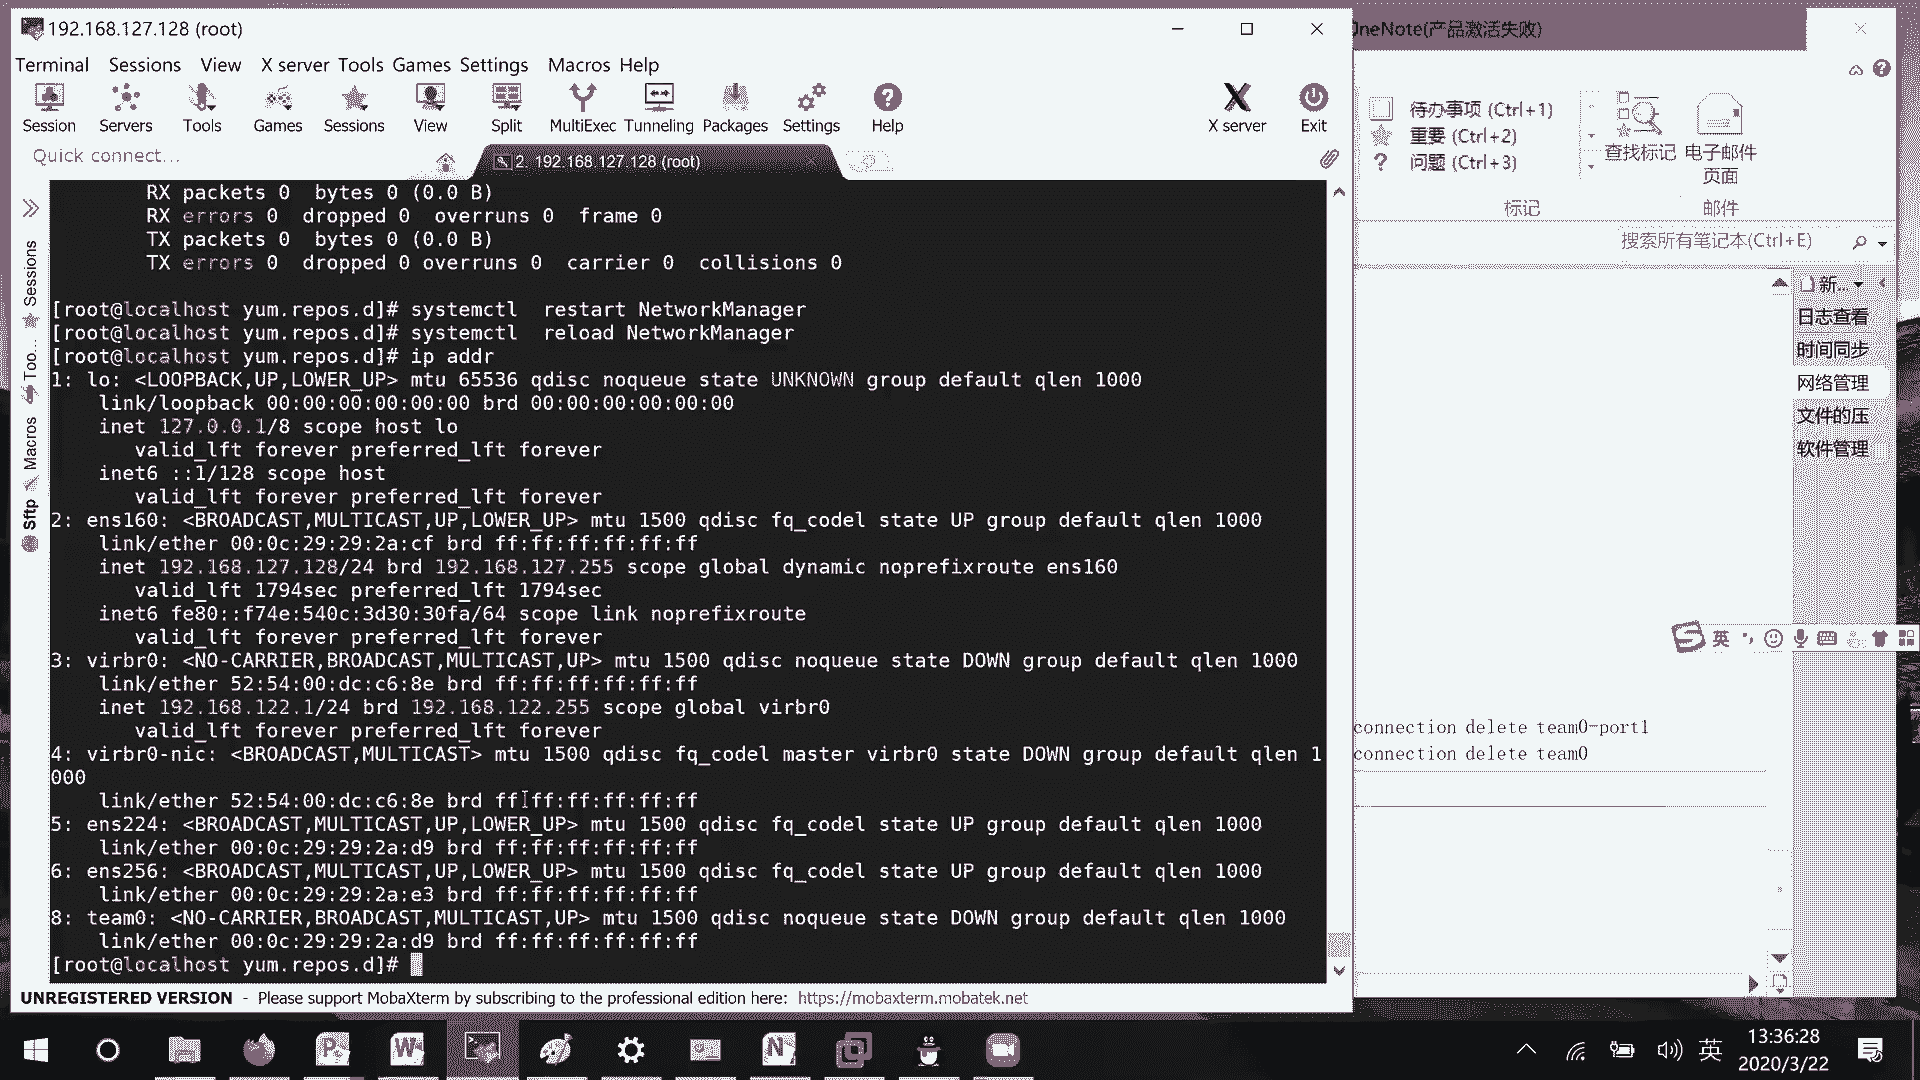 192.168.127.128 (root)
Terminal Sessions View X server Tools Games Settings Macros Help
Session Servers Tools Games Sessions View Split MultiExec Tunneling Packages Settings Help X server Exit
Quick connect...
2. 192.168.127.128 (root)
Sessions
Too...
Macros
Sftp
RX packets 0  bytes 0 (0.0 B)
RX errors 0  dropped 0  overruns 0  frame 0
TX packets 0  bytes 0 (0.0 B)
TX errors 0  dropped 0 overruns 0  carrier 0  collisions 0
[root@localhost yum.repos.d]# systemctl  restart NetworkManager
[root@localhost yum.repos.d]# systemctl  reload NetworkManager
[root@localhost yum.repos.d]# ip addr
1: lo: <LOOPBACK,UP,LOWER_UP> mtu 65536 qdisc noqueue state UNKNOWN group default qlen 1000
link/loopback 00:00:00:00:00:00 brd 00:00:00:00:00:00
inet 127.0.0.1/8 scope host lo
valid_lft forever preferred_lft forever
inet6 ::1/128 scope host
valid_lft forever preferred_lft forever
2: ens160: <BROADCAST,MULTICAST,UP,LOWER_UP> mtu 1500 qdisc fq_codel state UP group default qlen 1000
link/ether 00:0c:29:29:2a:cf brd ff:ff:ff:ff:ff:ff
inet 192.168.127.128/24 brd 192.168.127.255 scope global dynamic noprefixroute ens160
valid_lft 1794sec preferred_lft 1794sec
inet6 fe80::f74e:540c:3d30:30fa/64 scope link noprefixroute
valid_lft forever preferred_lft forever
3: virbr0: <NO-CARRIER,BROADCAST,MULTICAST,UP> mtu 1500 qdisc noqueue state DOWN group default qlen 1000
link/ether 52:54:00:dc:c6:8e brd ff:ff:ff:ff:ff:ff
inet 192.168.122.1/24 brd 192.168.122.255 scope global virbr0
valid_lft forever preferred_lft forever
4: virbr0-nic: <BROADCAST,MULTICAST> mtu 1500 qdisc fq_codel master virbr0 state DOWN group default qlen 1
000
link/ether 52:54:00:dc:c6:8e brd ff:ff:ff:ff:ff:ff
5: ens224: <BROADCAST,MULTICAST,UP,LOWER_UP> mtu 1500 qdisc fq_codel state UP group default qlen 1000
link/ether 00:0c:29:29:2a:d9 brd ff:ff:ff:ff:ff:ff
6: ens256: <BROADCAST,MULTICAST,UP,LOWER_UP> mtu 1500 qdisc fq_codel state UP group default qlen 1000
link/ether 00:0c:29:29:2a:e3 brd ff:ff:ff:ff:ff:ff
8: team0: <NO-CARRIER,BROADCAST,MULTICAST,UP> mtu 1500 qdisc noqueue state DOWN group default qlen 1000
link/ether 00:0c:29:29:2a:d9 brd ff:ff:ff:ff:ff:ff
[root@localhost yum.repos.d]#
UNREGISTERED VERSION - Please support MobaXterm by subscribing to the professional edition here: https://mobaxterm.mobatek.net
OneNote(产品激活失败)
待办事项 (Ctrl+1)
重要 (Ctrl+2)
问题 (Ctrl+3)
查找标记
电子邮件
页面
标记
邮件
搜索所有笔记本(Ctrl+E)
新...
日志查看
时间同步
网络管理
文件的压
软件管理
英
connection delete team0-port1
connection delete team0
英
13:36:28
2020/3/22